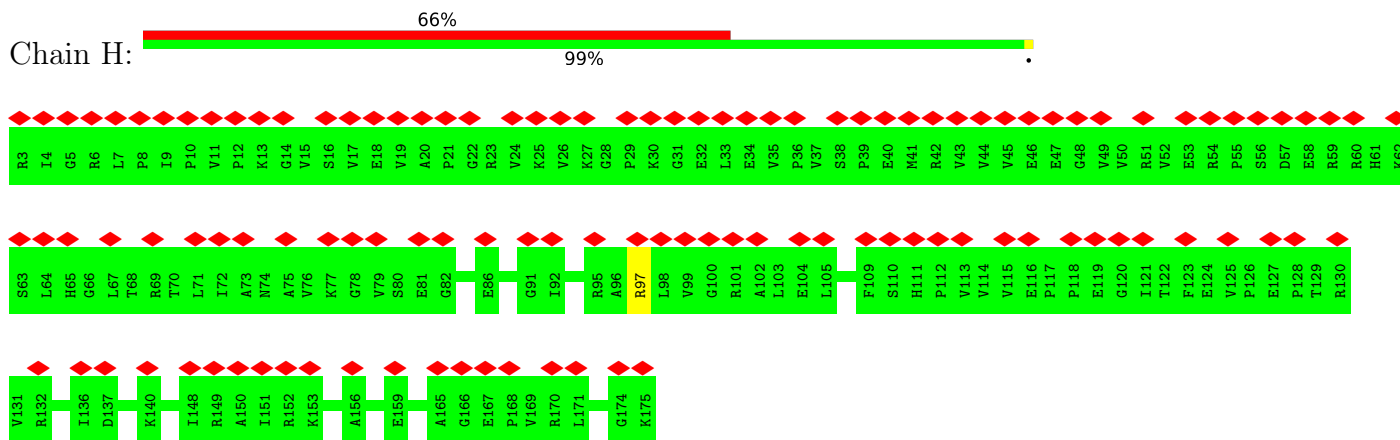 66%
Chain H:
99%
.
R3 I4 G5 R6 L7 P8 I9 P10 V11 P12 K13 G14 V15 S16 V17 E18 V19 A20 P21 G22 R23 V24 K25 V26 K27 G28 P29 K30 G31 E32 L33 E34 V35 P36 V37 S38 P39 E40 M41 R42 V43 V44 V45 E46 E47 G48 V49 V50 R51 V52 E53 R54 P55 S56 D57 E58 R59 R60 H61 K62
S63 L64 H65 G66 L67 T68 R69 T70 L71 I72 A73 N74 A75 V76 K77 G78 V79 S80 E81 G82 E86 G91 I92 R95 A96 R97 L98 V99 G100 R101 A102 L103 E104 L105 F109 S110 H111 P112 V113 V114 V115 E116 P117 P118 E119 G120 I121 T122 F123 E124 V125 P126 E127 P128 T129 R130
V131 R132 I136 D137 K140 I148 R149 A150 I151 R152 K153 A156 E159 A165 G166 E167 P168 V169 R170 L171 G174 K175